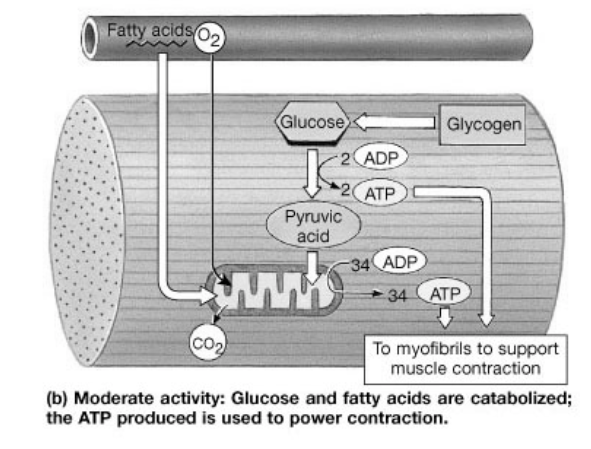 Fatty acids O2
Glucose
Glycogen
2 ADP
2 ATP
Pyruvic
acid
34 ADP
34 ATP
CO2
To myofibrils to support
muscle contraction
(b) Moderate activity: Glucose and fatty acids are catabolized;
the ATP produced is used to power contraction.